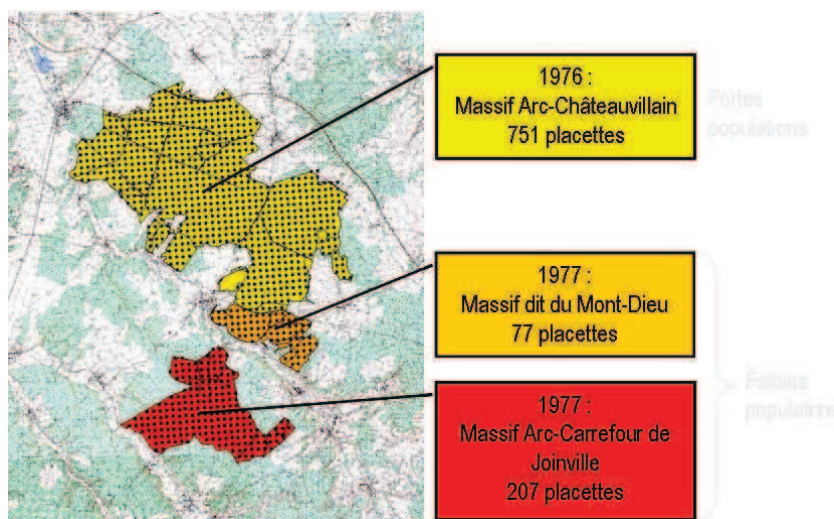 1976 :
Massif Arc-Châteauvillain
751 placettes
Fortes
populations
1977 :
Massif dit du Mont-Dieu
77 placettes
Faibles
populations
1977 :
Massif Arc-Carrefour de
Joinville
207 placettes